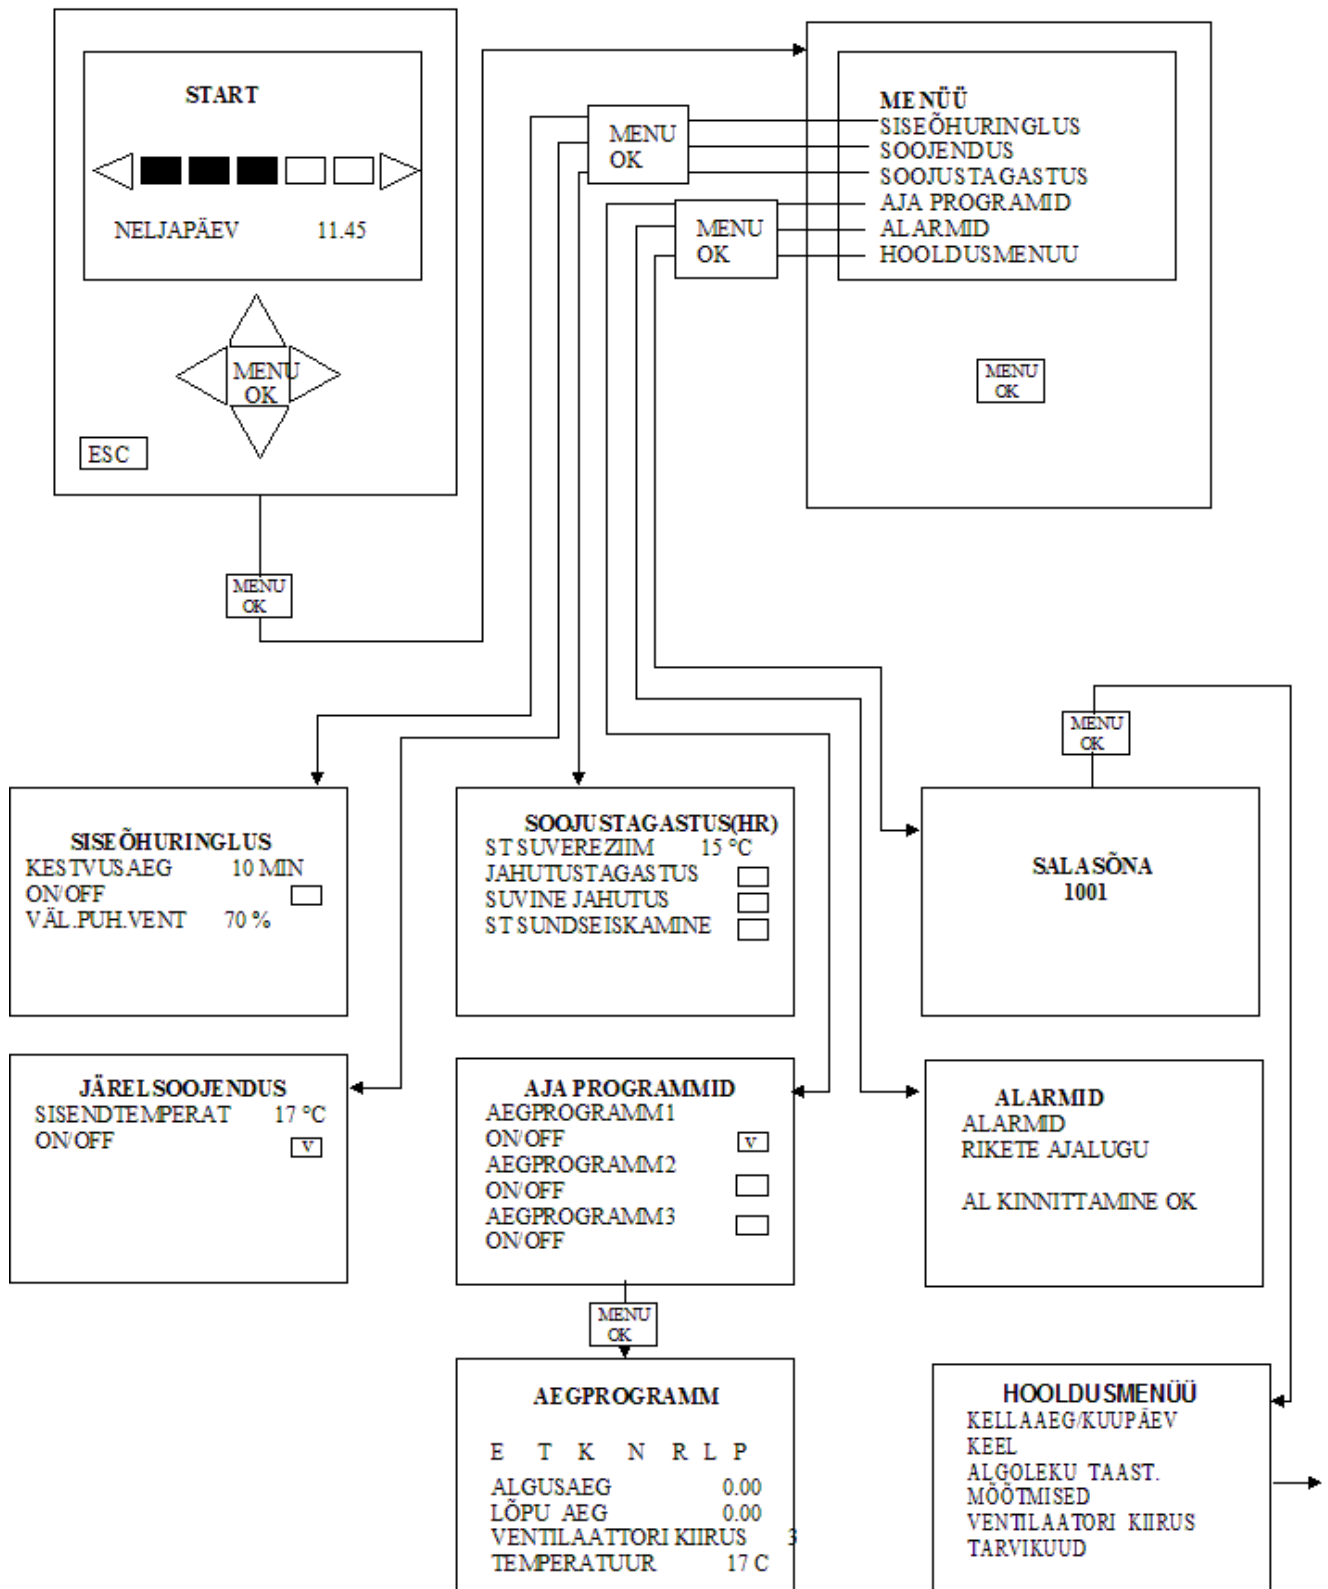 START
NELJAPÄEV 11.45
MENU
OK
ESC
MENU
OK
MENU
OK
MENU
OK
MENÜÜ
SISEÕHURINGLUS
SOOJENDUS
SOOJUSTAGASTUS
AJA PROGRAMID
ALARMID
HOOLDUSMENUU
MENU
OK
MENU
OK
SISEÕHURINGLUS
KESTVUSAEG 10 MIN
ON/OFF
VÄL.PUH.VENT 70 %
SOOJUSTAGASTUS(HR)
ST SUVEREZIIM 15 °C
JAHUTUSTAGASTUS
SUVINE JAHUTUS
ST SUNDSEISKAMINE
SALASÕNA
1001
JÄRELSOOJENDUS
SISENDTEMPERAT 17 °C
ON/OFF v
AJA PROGRAMMID
AEGPROGRAMM1
ON/OFF v
AEGPROGRAMM2
ON/OFF
AEGPROGRAMM3
ON/OFF
ALARMID
ALARMID
RIKETE AJALUGU
AL KINNITTAMINE OK
MENU
OK
AEGPROGRAMM
E T K N R L P
ALGUSAEG 0.00
LÕPU AEG 0.00
VENTILAATTORI KIIRUS 3
TEMPERATUUR 17 C
HOOLDUSMENÜÜ
KELLAAEG/KUUPÄEV
KEEL
ALGOLEKU TAAST.
MÖÖTMISED
VENTILAATORI KIIRUS
TARVIKUUD